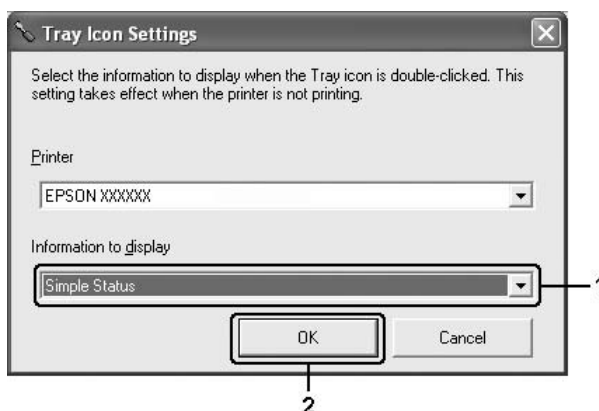 Tray Icon Settings
Select the information to display when the Tray icon is double-clicked. This
setting takes effect when the printer is not printing.
Printer
EPSON XXXXXX
Information to display
Simple Status
1
OK
Cancel
2